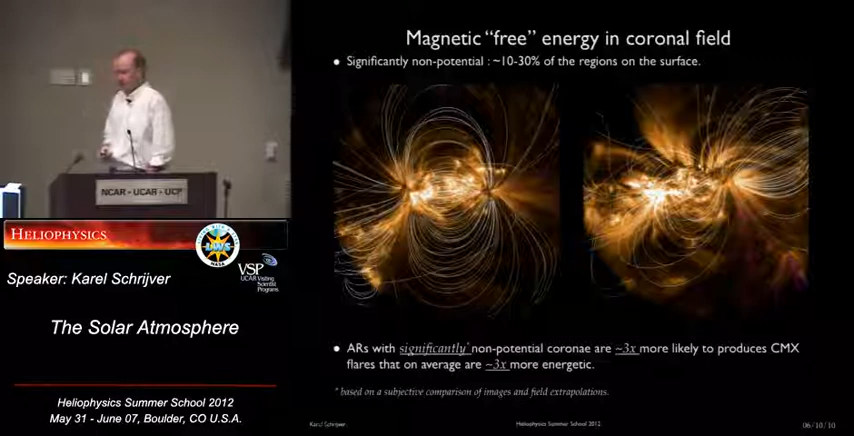 Magnetic “free” energy in coronal field
● Significantly non-potential : ~10-30% of the regions on the surface.
NCAR - UCAR - UCP
HELIOPHYSICS
LWS
NASA
VSP
UCAR Visiting
Scientist
Programs
Speaker: Karel Schrijver
The Solar Atmosphere
Heliophysics Summer School 2012
May 31 - June 07, Boulder, CO U.S.A.
● ARs with significantly* non-potential coronae are ~3x more likely to produces CMX
flares that on average are ~3x more energetic.
* based on a subjective comparison of images and field extrapolations.
Karel Schrijver
Heliophysics Summer School 2012
06/10/10